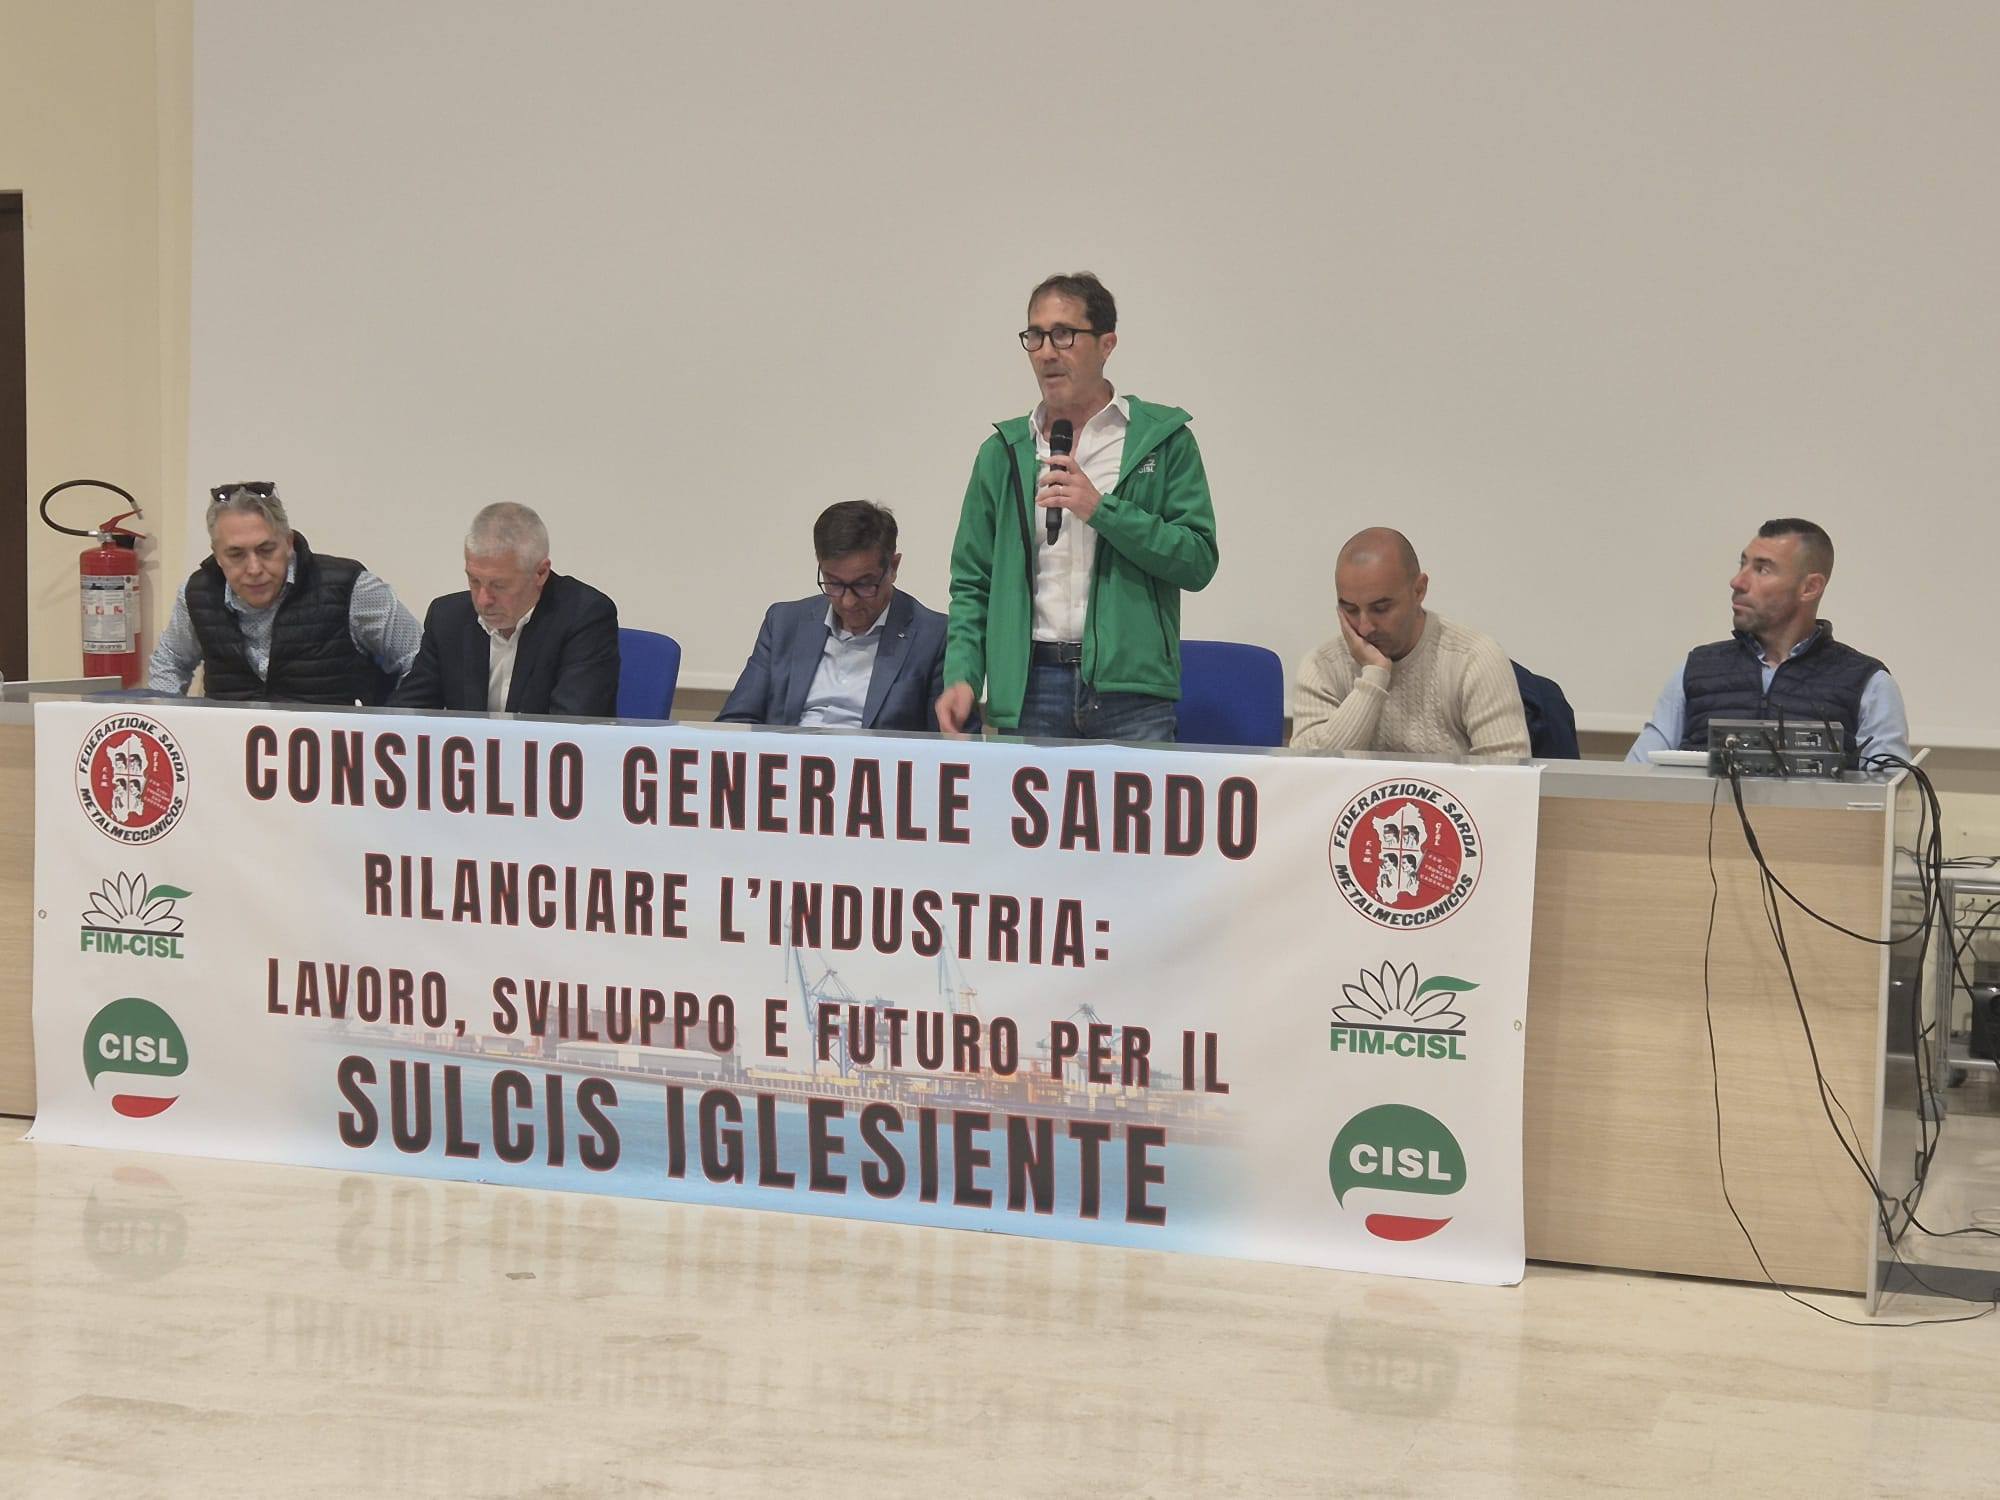 CISL
CONSIGLIO GENERALE SARDO
RILANCIARE L'INDUSTRIA:
LAVORO, SVILUPPO E FUTURO PER IL
SULCIS IGLESIENTE
FEDERATZIONE SARDA
METALMECCANICOS
FIM-CISL
CISL
FEDERATZIONE SARDA
METALMECCANICOS
FIM-CISL
CISL